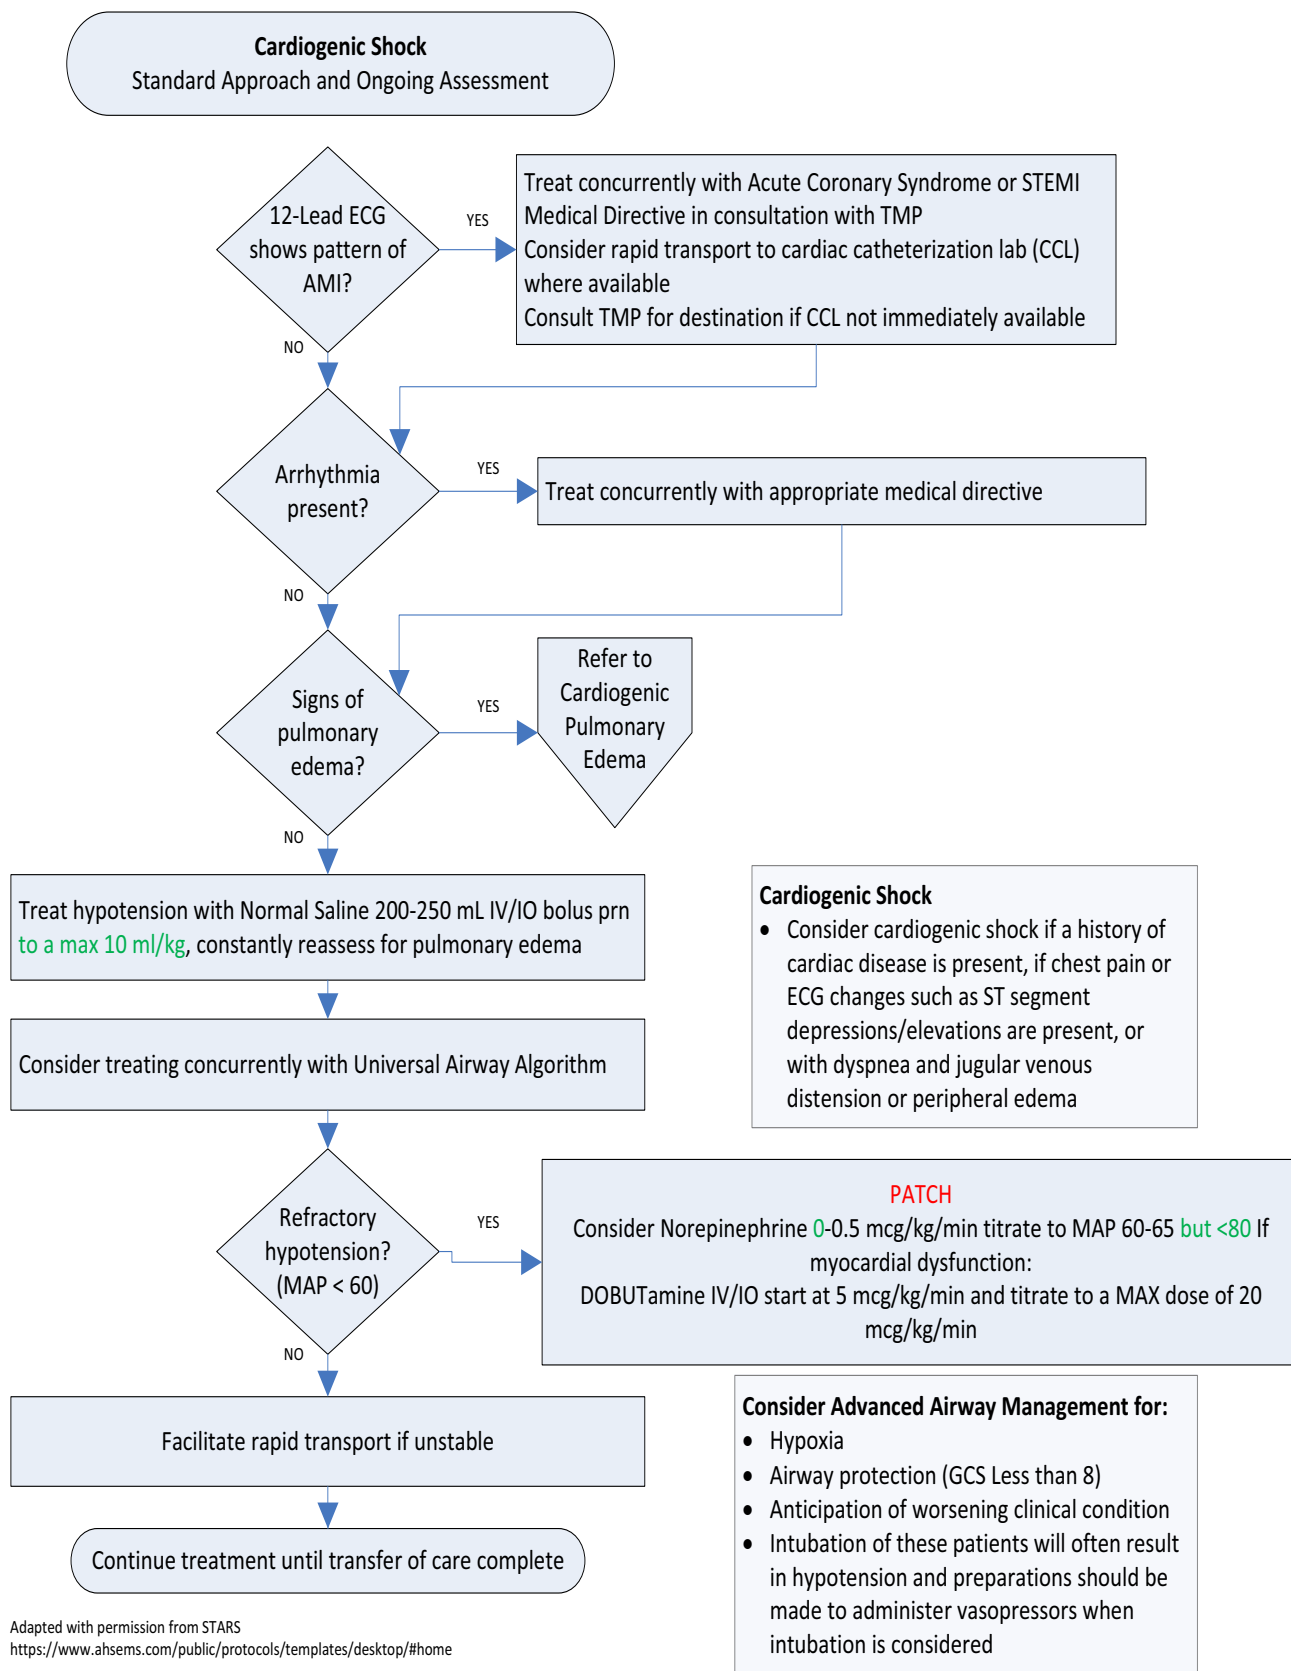 Cardiogenic Shock
Standard Approach and Ongoing Assessment
12-Lead ECG
shows pattern of
AMI?
YES
Treat concurrently with Acute Coronary Syndrome or STEMI
Medical Directive in consultation with TMP
Consider rapid transport to cardiac catheterization lab (CCL)
where available
Consult TMP for destination if CCL not immediately available
NO
Arrhythmia
present?
YES
Treat concurrently with appropriate medical directive
NO
Signs of
pulmonary
edema?
YES
Refer to
Cardiogenic
Pulmonary
Edema
NO
Treat hypotension with Normal Saline 200-250 mL IV/IO bolus prn
to a max 10 ml/kg, constantly reassess for pulmonary edema
Cardiogenic Shock
• Consider cardiogenic shock if a history of
cardiac disease is present, if chest pain or
ECG changes such as ST segment
depressions/elevations are present, or
with dyspnea and jugular venous
distension or peripheral edema
Consider treating concurrently with Universal Airway Algorithm
Refractory
hypotension?
(MAP < 60)
YES
PATCH
Consider Norepinephrine 0-0.5 mcg/kg/min titrate to MAP 60-65 but <80 If
myocardial dysfunction:
DOBUTamine IV/IO start at 5 mcg/kg/min and titrate to a MAX dose of 20
mcg/kg/min
NO
Facilitate rapid transport if unstable
Consider Advanced Airway Management for:
• Hypoxia
• Airway protection (GCS Less than 8)
• Anticipation of worsening clinical condition
• Intubation of these patients will often result
in hypotension and preparations should be
made to administer vasopressors when
intubation is considered
Continue treatment until transfer of care complete
Adapted with permission from STARS
https://www.ahsems.com/public/protocols/templates/desktop/#home